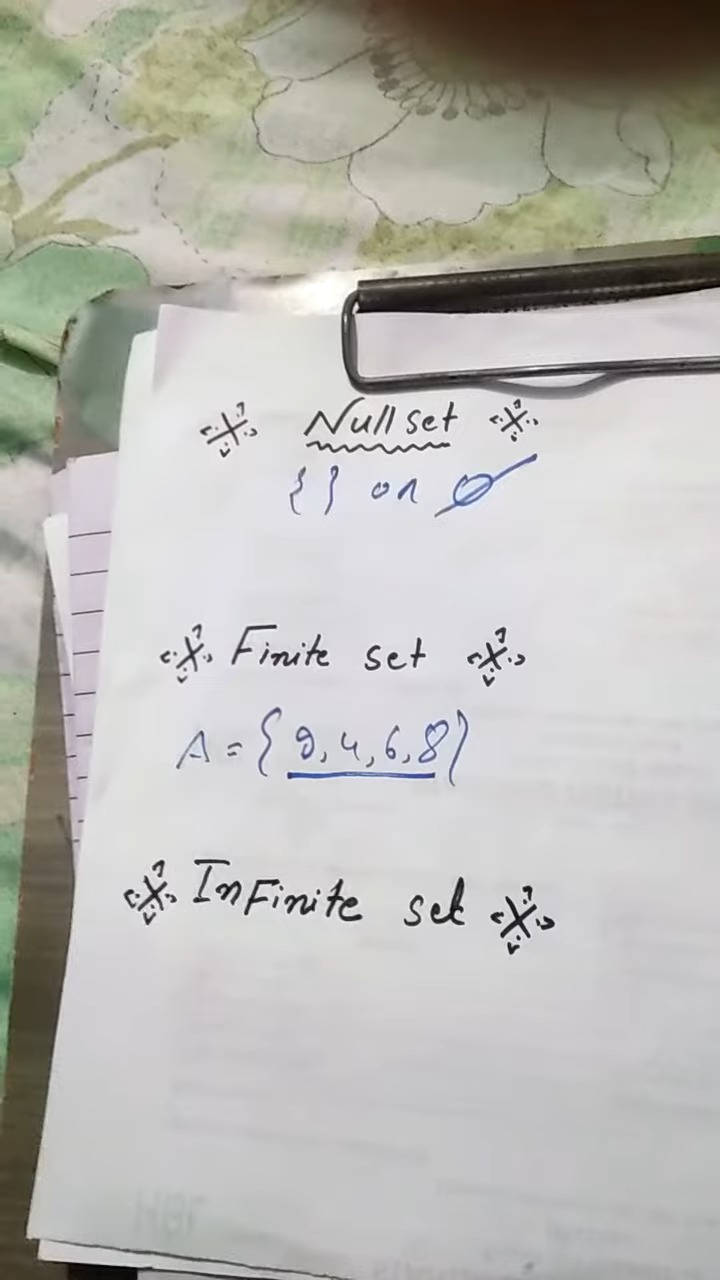 Null set
{ } or ∅
Finite set
A = { 2, 4, 6, 8 }
InFinite set